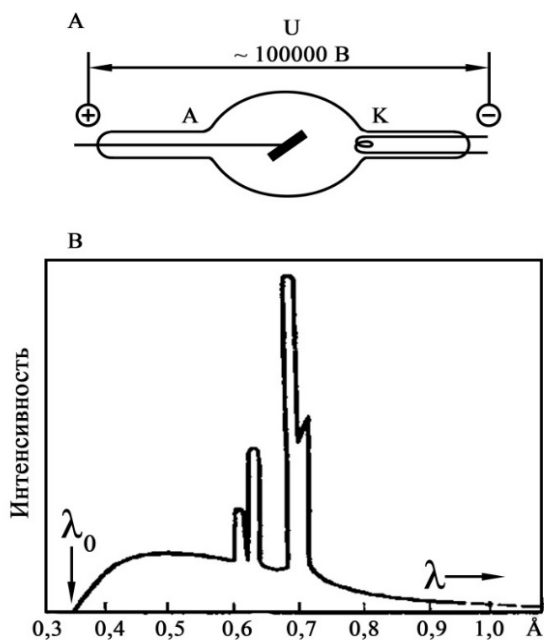 A
U
~ 100000 В
+
A
K
−
В
Интенсивность
λ₀
λ
0,3 0,4 0,5 0,6 0,7 0,8 0,9 1.0 Å